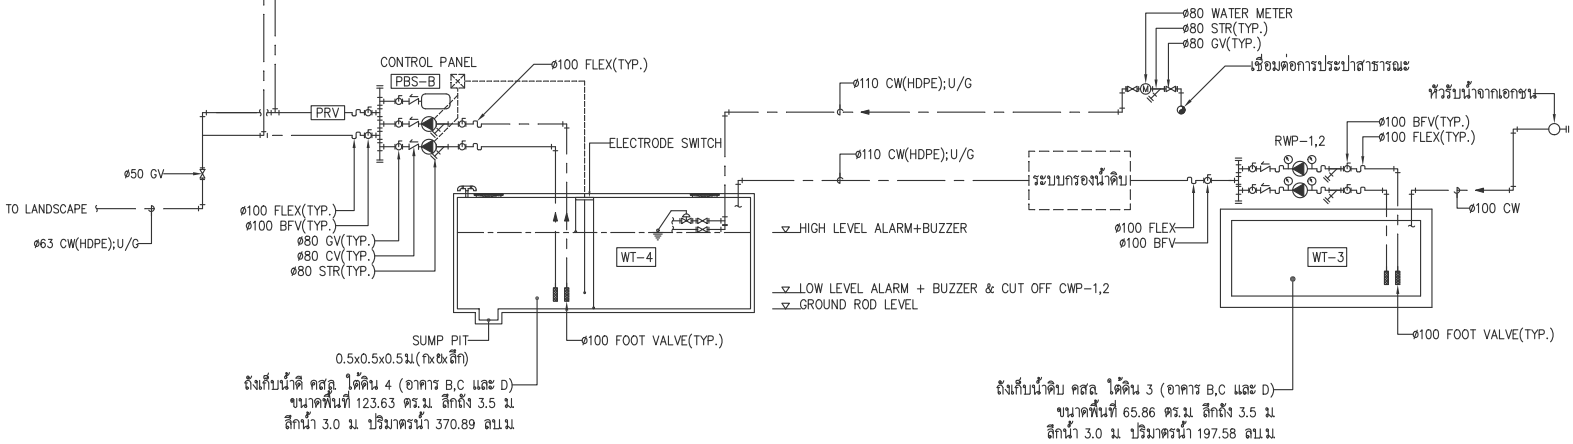 ø80 WATER METER
ø80 STR(TYP.)
ø80 GV(TYP.)
M
เชื่อมต่อการประปาสาธารณะ
CONTROL PANEL
PBS-B
ø100 FLEX(TYP.)
ø110 CW(HDPE);U/G
หัวรับน้ำจากเอกชน
PRV
ø100 BFV(TYP.)
ø100 FLEX(TYP.)
RWP-1,2
ELECTRODE SWITCH
ø110 CW(HDPE);U/G
ระบบกรองน้ำดิบ
ø50 GV
TO LANDSCAPE
ø100 FLEX(TYP.)
ø100 BFV(TYP.)
ø63 CW(HDPE);U/G
ø80 GV(TYP.)
ø80 CV(TYP.)
ø80 STR(TYP.)
ø100 CW
ø100 FLEX
ø100 BFV
HIGH LEVEL ALARM+BUZZER
WT-4
WT-3
LOW LEVEL ALARM + BUZZER & CUT OFF CWP-1,2
GROUND ROD LEVEL
SUMP PIT
0.5x0.5x0.5ม.(กxยxลึก)
ø100 FOOT VALVE(TYP.)
ø100 FOOT VALVE(TYP.)
ถังเก็บน้ำดี คสล. ใต้ดิน 4 (อาคาร B,C และ D)
ขนาดพื้นที่ 123.63 ตร.ม. ลึกถัง 3.5 ม.
ลึกน้ำ 3.0 ม. ปริมาตรน้ำ 370.89 ลบ.ม.
ถังเก็บน้ำดิบ คสล. ใต้ดิน 3 (อาคาร B,C และ D)
ขนาดพื้นที่ 65.86 ตร.ม. ลึกถัง 3.5 ม.
ลึกน้ำ 3.0 ม. ปริมาตรน้ำ 197.58 ลบ.ม.